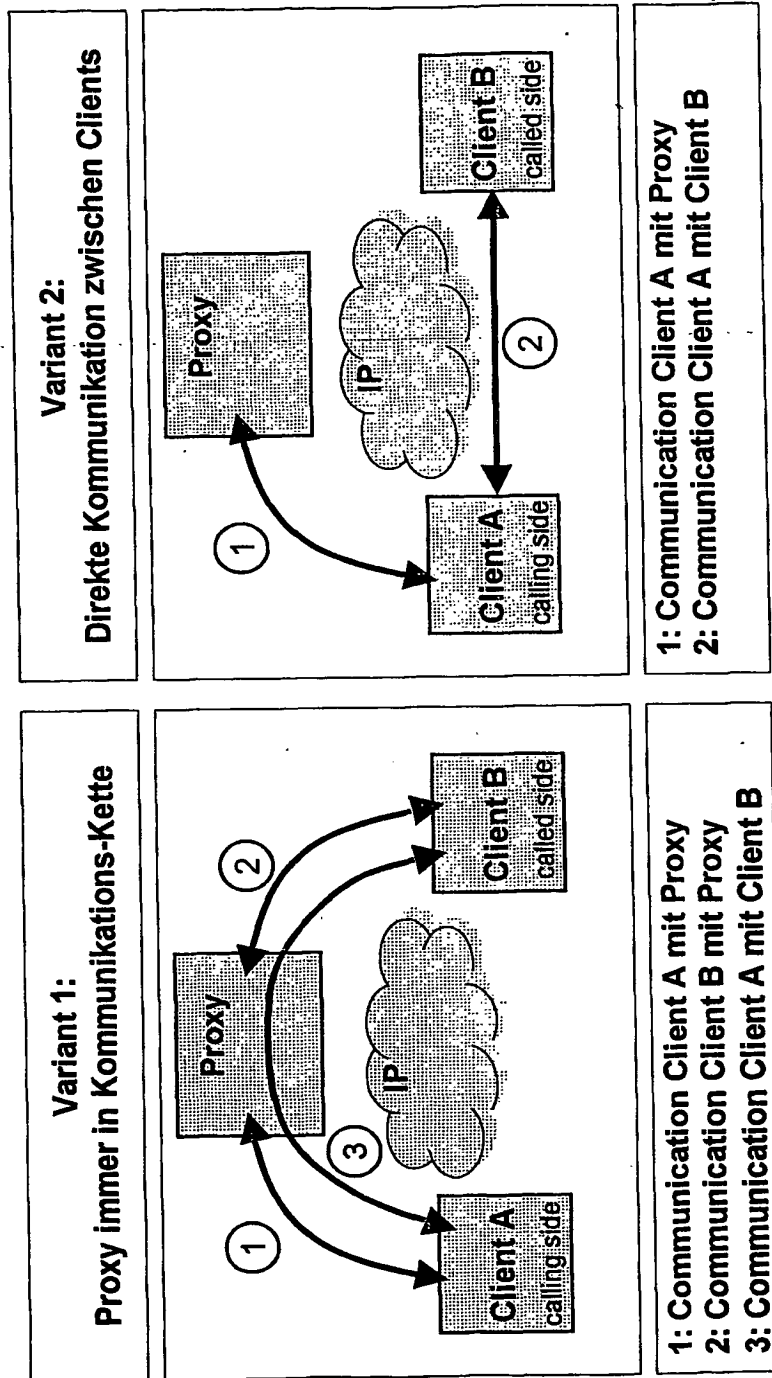 Variant 1:
Proxy immer in Kommunikations-Kette
Proxy
1
2
3
IP
Client A
calling side
Client B
called side
1: Communication Client A mit Proxy
2: Communication Client B mit Proxy
3: Communication Client A mit Client B
Variant 2:
Direkte Kommunikation zwischen Clients
Proxy
1
IP
2
Client A
calling side
Client B
called side
1: Communication Client A mit Proxy
2: Communication Client A mit Client B